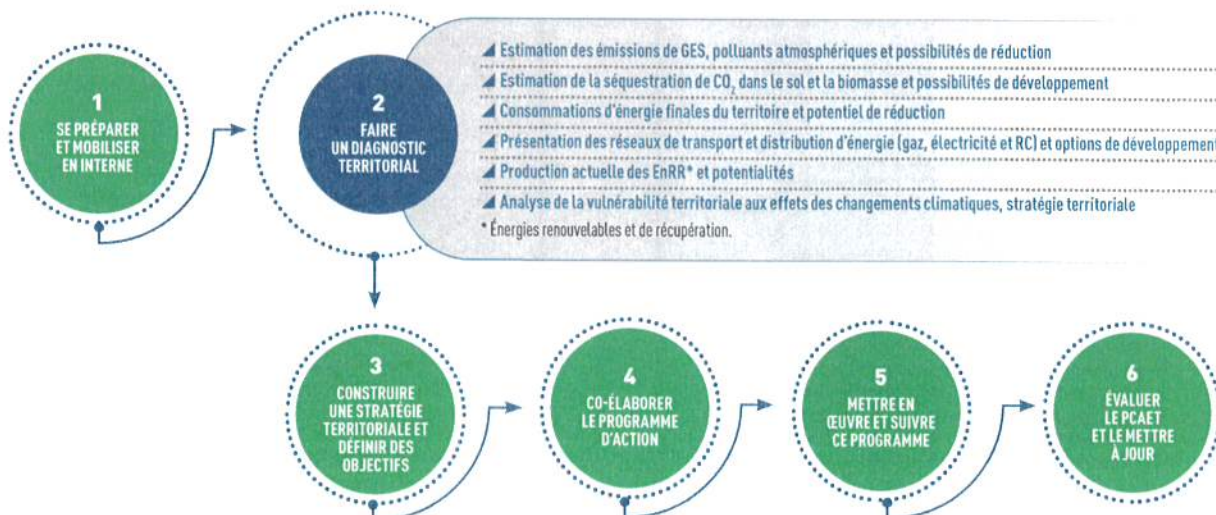 1
SE PRÉPARER
ET MOBILISER
EN INTERNE
2
FAIRE
UN DIAGNOSTIC
TERRITORIAL
Estimation des émissions de GES, polluants atmosphériques et possibilités de réduction
Estimation de la séquestration de CO₂ dans le sol et la biomasse et possibilités de développement
Consommations d'énergie finales du territoire et potentiel de réduction
Présentation des réseaux de transport et distribution d'énergie (gaz, électricité et RC) et options de développement
Production actuelle des EnRR* et potentialités
Analyse de la vulnérabilité territoriale aux effets des changements climatiques, stratégie territoriale
* Énergies renouvelables et de récupération.
3
CONSTRUIRE
UNE STRATÉGIE
TERRITORIALE ET
DÉFINIR DES
OBJECTIFS
4
CO-ÉLABORER
LE PROGRAMME
D'ACTION
5
METTRE EN
ŒUVRE ET SUIVRE
CE PROGRAMME
6
ÉVALUER
LE PCAET
ET LE METTRE
À JOUR